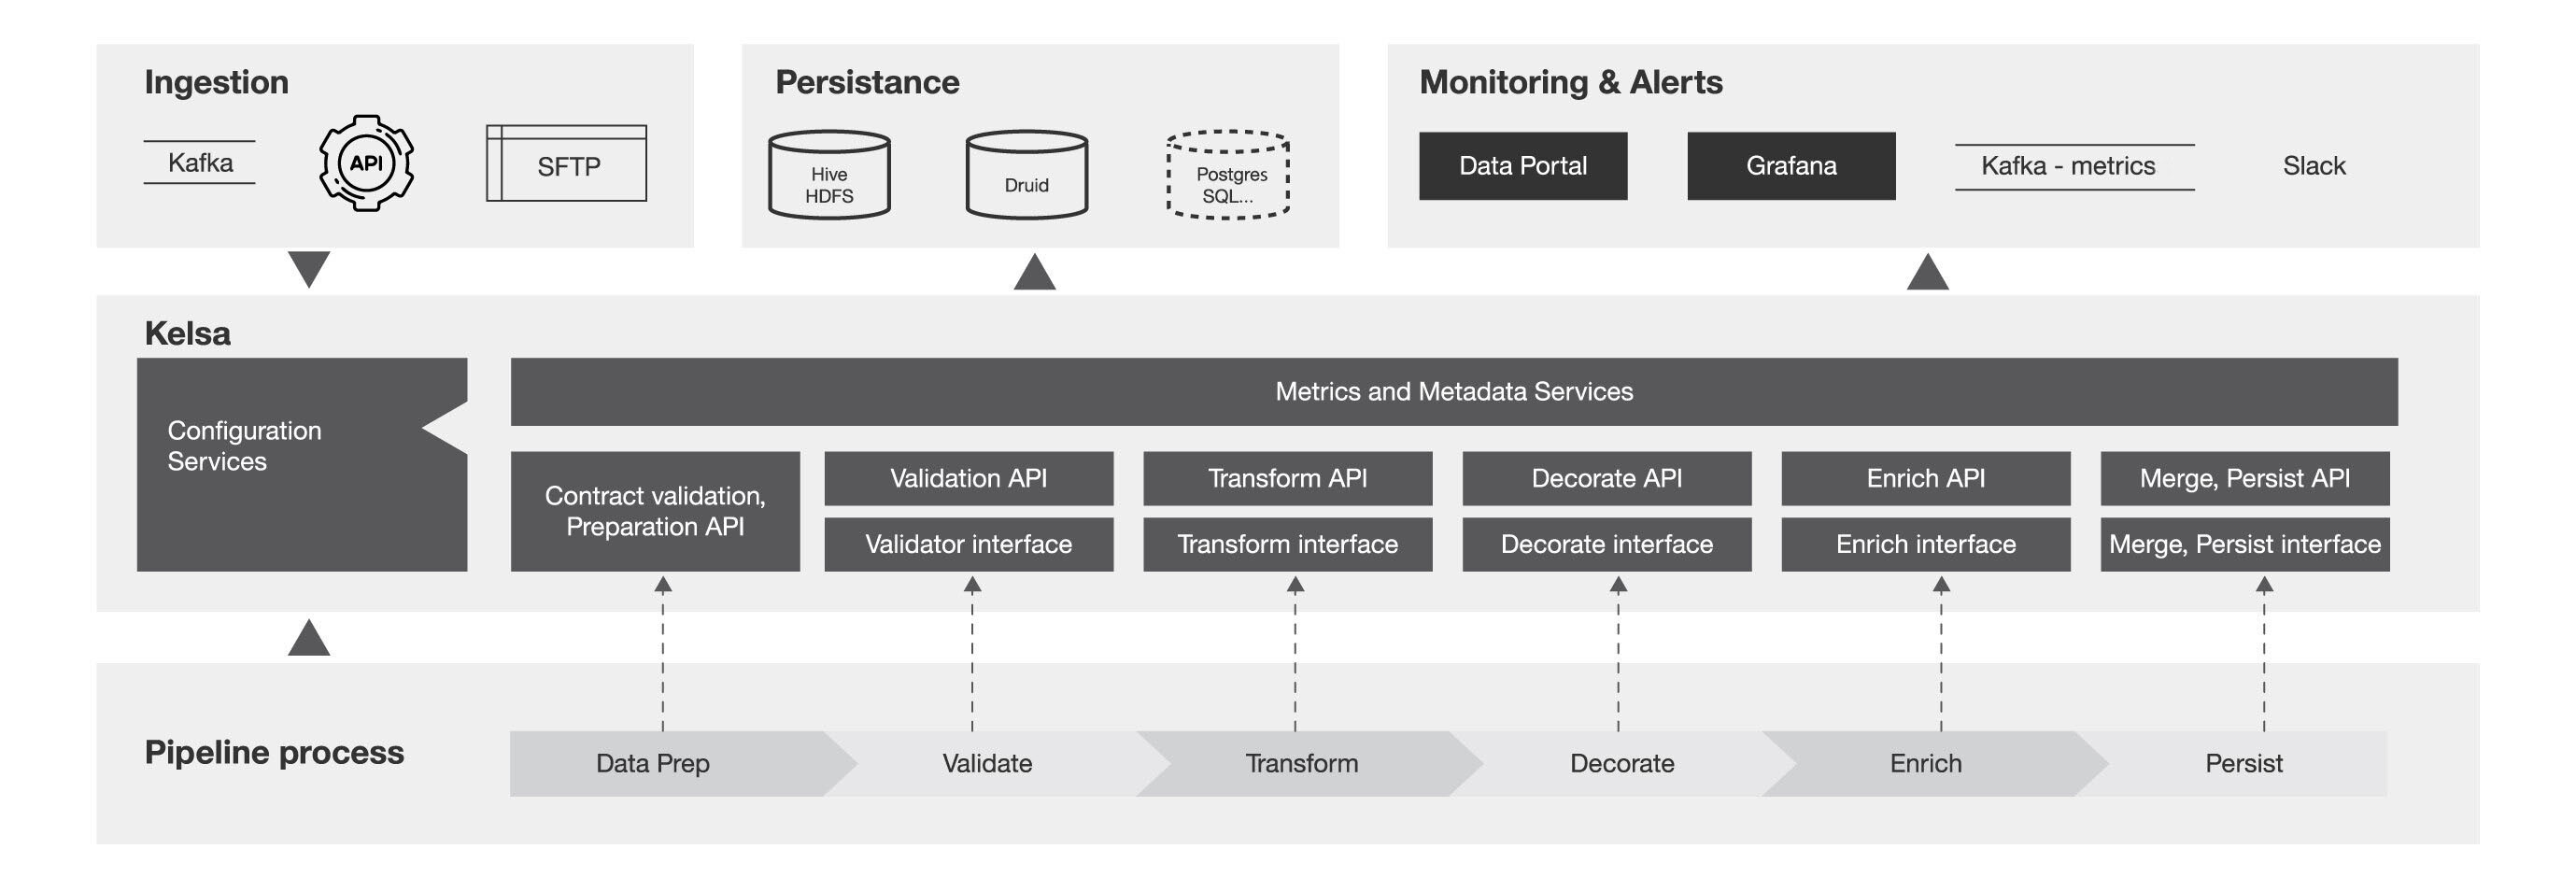 Ingestion
Kafka
API
SFTP
Persistance
Hive
HDFS
Druid
Postgres
SQL...
Monitoring & Alerts
Data Portal
Grafana
Kafka - metrics
Slack
Kelsa
Configuration
Services
Metrics and Metadata Services
Contract validation,
Preparation API
Validation API
Validator interface
Transform API
Transform interface
Decorate API
Decorate interface
Enrich API
Enrich interface
Merge, Persist API
Merge, Persist interface
Pipeline process
Data Prep
Validate
Transform
Decorate
Enrich
Persist